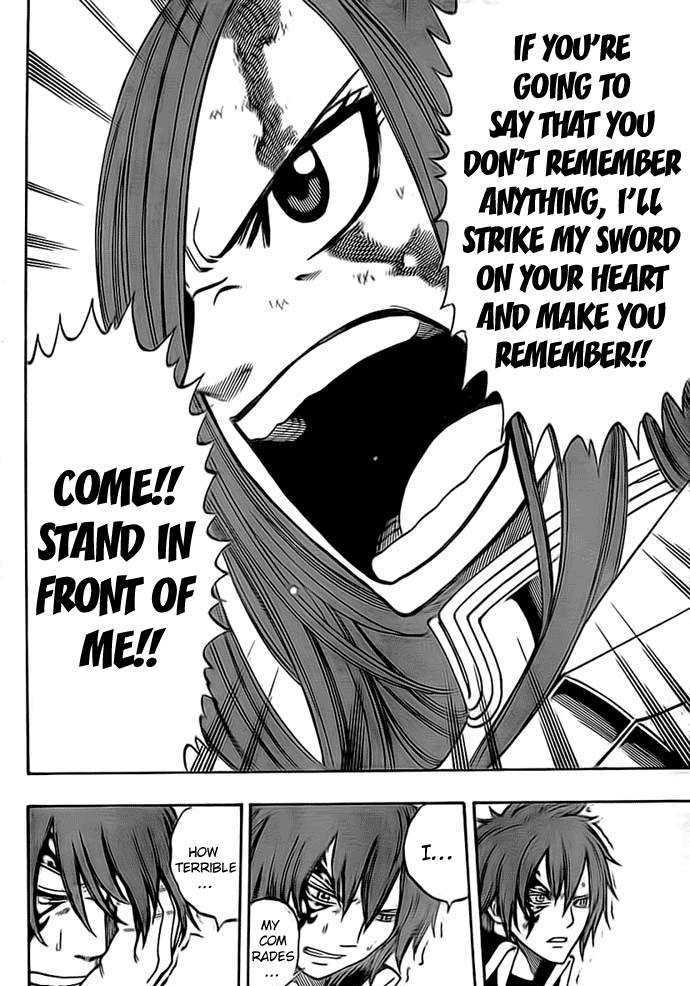 IF YOU'RE
GOING TO
SAY THAT YOU
DON'T REMEMBER
ANYTHING, I'LL
STRIKE MY SWORD
ON YOUR HEART
AND MAKE YOU
REMEMBER!!
COME!!
STAND IN
FRONT OF
ME!!
I...
MY
COM
RADES...
HOW
TERRIBLE
...